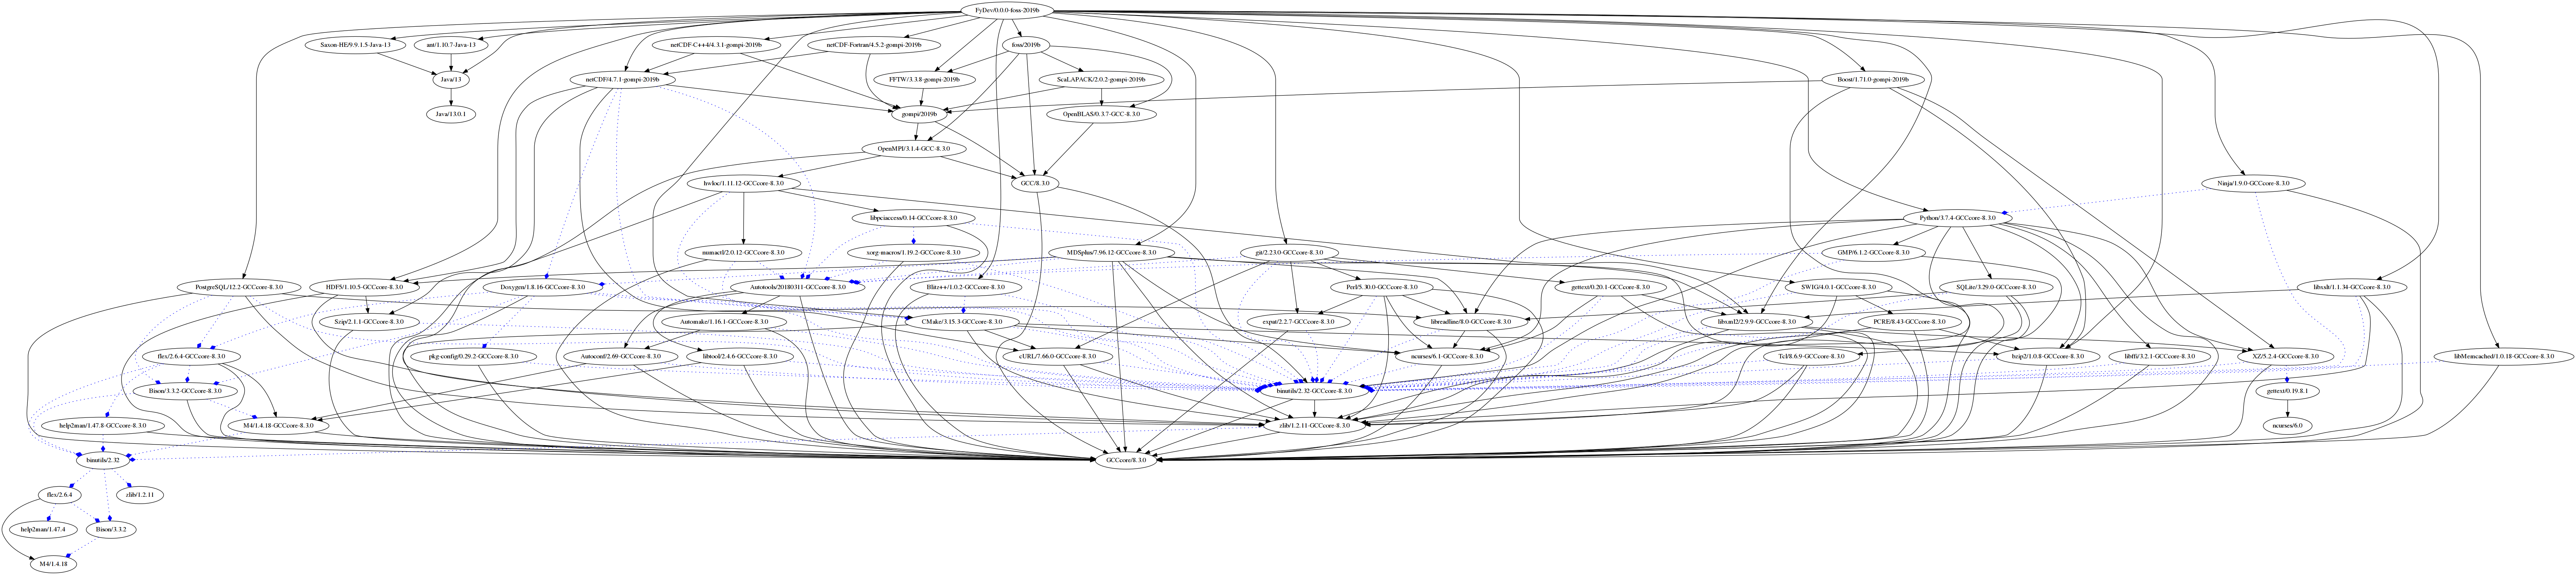 FyDev/0.0.0-foss-2019b
Saxon-HE/9.9.1.5-Java-13
ant/1.10.7-Java-13
netCDF-C++4/4.3.1-gompi-2019b
netCDF-Fortran/4.5.2-gompi-2019b
foss/2019b
Java/13
netCDF/4.7.1-gompi-2019b
FFTW/3.3.8-gompi-2019b
ScaLAPACK/2.0.2-gompi-2019b
Boost/1.71.0-gompi-2019b
Java/13.0.1
gompi/2019b
OpenBLAS/0.3.7-GCC-8.3.0
OpenMPI/3.1.4-GCC-8.3.0
hwloc/1.11.12-GCCcore-8.3.0
GCC/8.3.0
Ninja/1.9.0-GCCcore-8.3.0
libpciaccess/0.14-GCCcore-8.3.0
Python/3.7.4-GCCcore-8.3.0
numactl/2.0.12-GCCcore-8.3.0
xorg-macros/1.19.2-GCCcore-8.3.0
MDSplus/7.96.12-GCCcore-8.3.0
git/2.23.0-GCCcore-8.3.0
GMP/6.1.2-GCCcore-8.3.0
PostgreSQL/12.2-GCCcore-8.3.0
HDF5/1.10.5-GCCcore-8.3.0
Doxygen/1.8.16-GCCcore-8.3.0
Autotools/20180311-GCCcore-8.3.0
Blitz++/1.0.2-GCCcore-8.3.0
Perl/5.30.0-GCCcore-8.3.0
gettext/0.20.1-GCCcore-8.3.0
SWIG/4.0.1-GCCcore-8.3.0
SQLite/3.29.0-GCCcore-8.3.0
libxslt/1.1.34-GCCcore-8.3.0
Szip/2.1.1-GCCcore-8.3.0
Automake/1.16.1-GCCcore-8.3.0
CMake/3.15.3-GCCcore-8.3.0
expat/2.2.7-GCCcore-8.3.0
libreadline/8.0-GCCcore-8.3.0
libxml2/2.9.9-GCCcore-8.3.0
PCRE/8.43-GCCcore-8.3.0
flex/2.6.4-GCCcore-8.3.0
pkg-config/0.29.2-GCCcore-8.3.0
Autoconf/2.69-GCCcore-8.3.0
libtool/2.4.6-GCCcore-8.3.0
cURL/7.66.0-GCCcore-8.3.0
ncurses/6.1-GCCcore-8.3.0
Tcl/8.6.9-GCCcore-8.3.0
bzip2/1.0.8-GCCcore-8.3.0
libffi/3.2.1-GCCcore-8.3.0
XZ/5.2.4-GCCcore-8.3.0
libMemcached/1.0.18-GCCcore-8.3.0
Bison/3.3.2-GCCcore-8.3.0
binutils/2.32-GCCcore-8.3.0
gettext/0.19.8.1
help2man/1.47.8-GCCcore-8.3.0
M4/1.4.18-GCCcore-8.3.0
zlib/1.2.11-GCCcore-8.3.0
ncurses/6.0
binutils/2.32
GCCcore/8.3.0
flex/2.6.4
zlib/1.2.11
help2man/1.47.4
Bison/3.3.2
M4/1.4.18